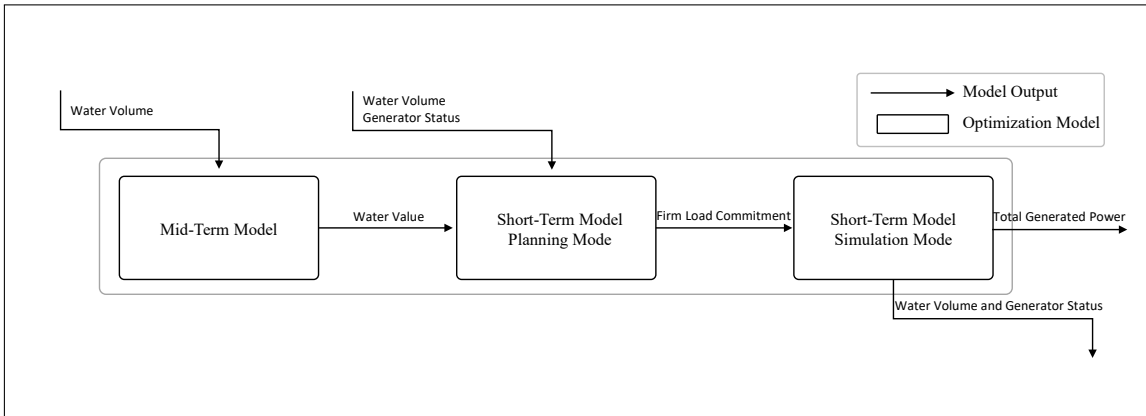 Water Volume
Water Volume
Generator Status
Model Output
Optimization Model
Mid-Term Model
Water Value
Short-Term Model
Planning Mode
Firm Load Commitment
Short-Term Model
Simulation Mode
Total Generated Power
Water Volume and Generator Status